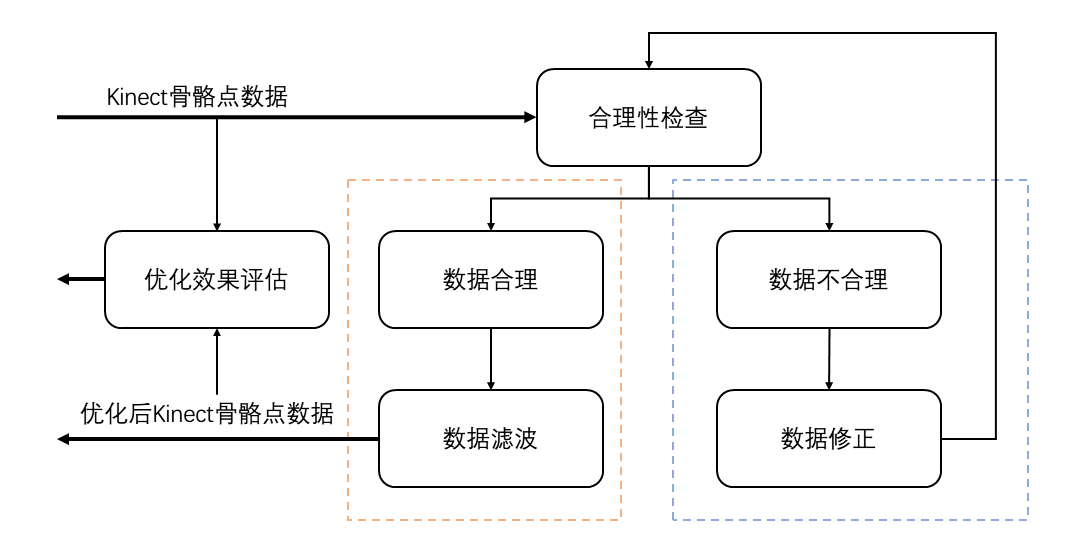 Kinect骨骼点数据
合理性检查
优化效果评估
数据合理
数据不合理
优化后Kinect骨骼点数据
数据滤波
数据修正